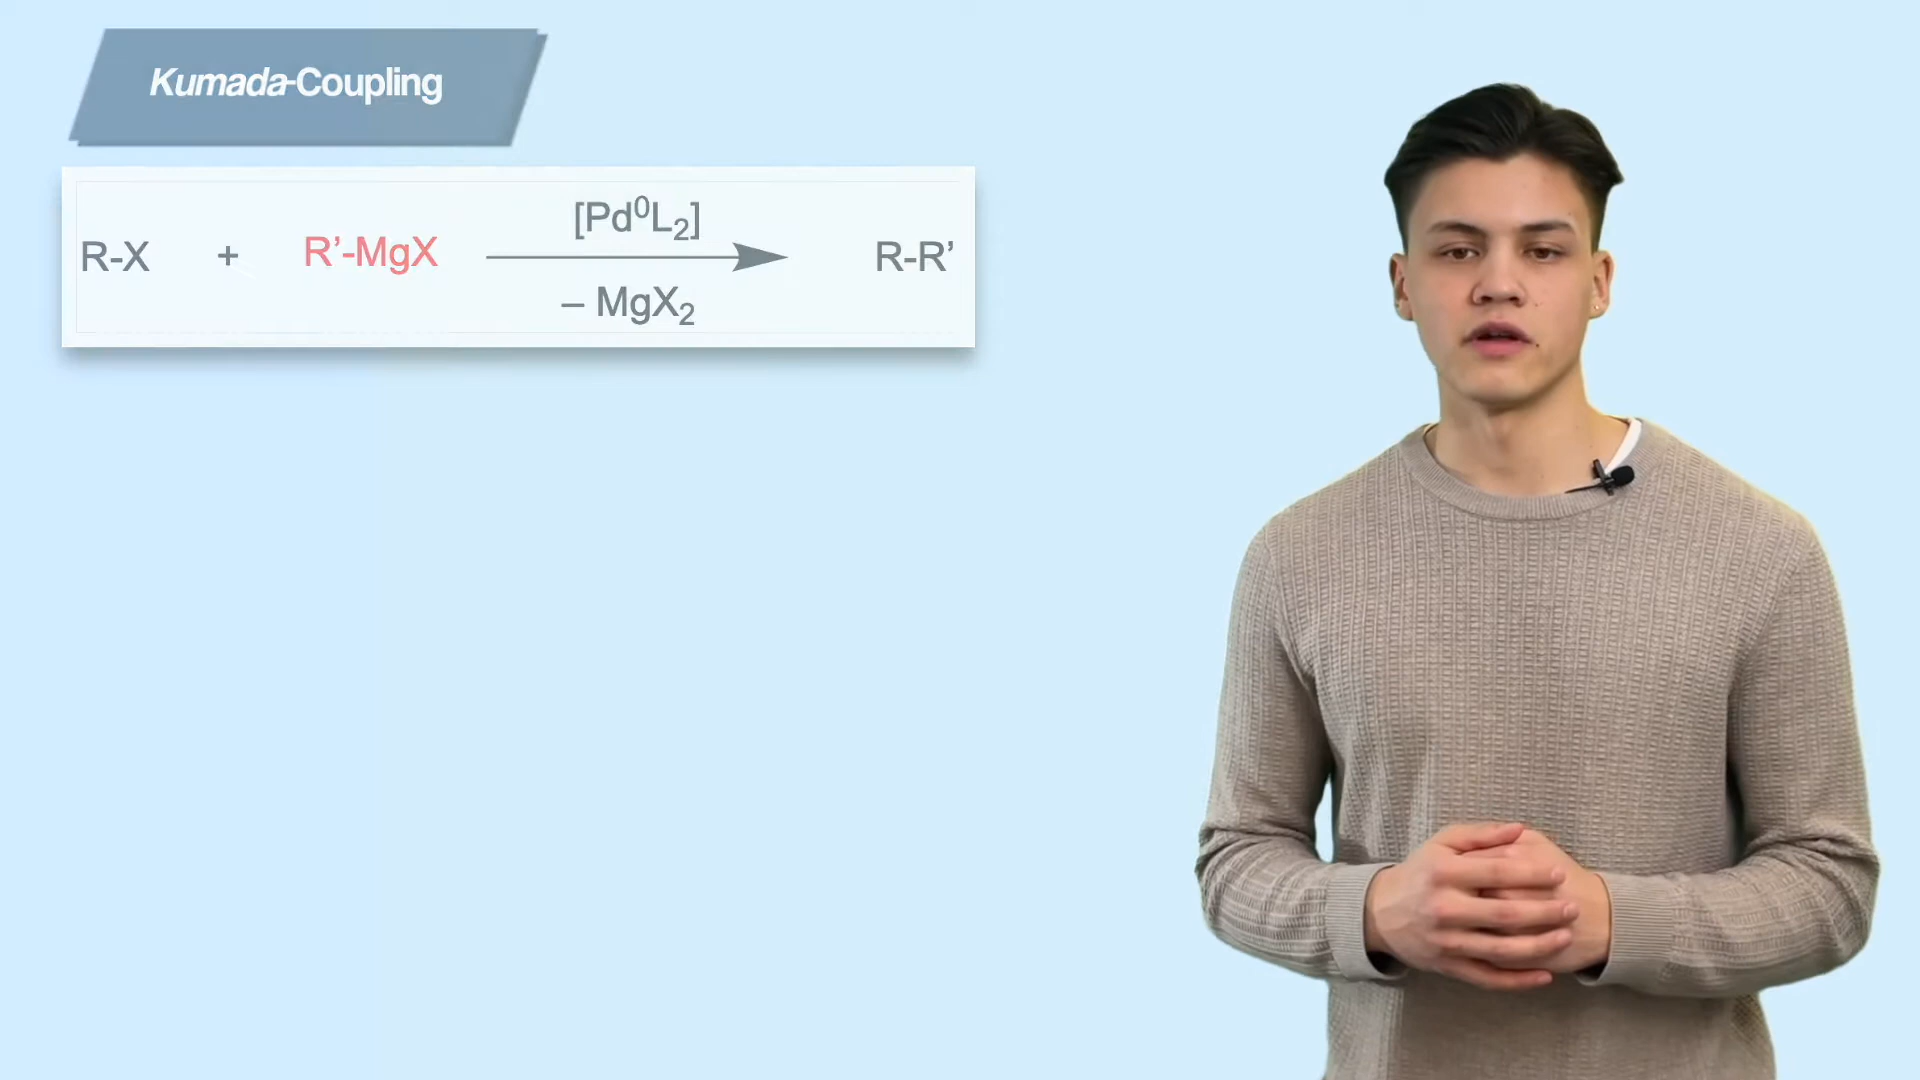 Kumada-Coupling
[Pd⁰L₂]
R-X + R’-MgX R-R’
– MgX₂